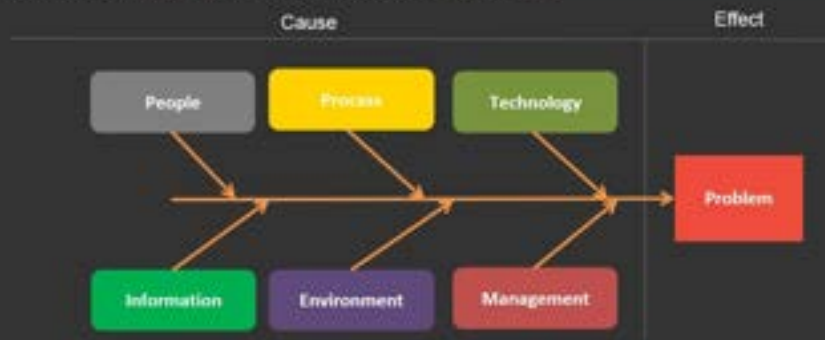 Cause
Effect
People
Process
Technology
Problem
Information
Environment
Management